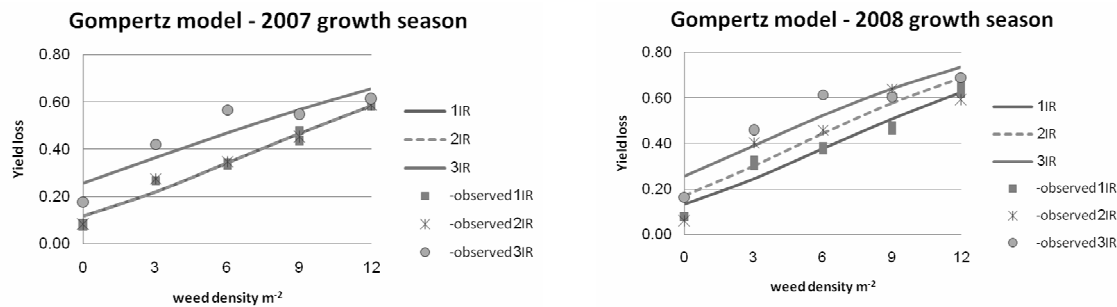 Gompertz model - 2007 growth season
0.80
0.60
0.40
0.20
0.00
Yield loss
0 3 6 9 12
weed density m⁻²
1IR
2IR
3IR
-observed1IR
-observed2IR
-observed3IR
Gompertz model - 2008 growth season
0.80
0.60
0.40
0.20
0.00
Yield loss
0 3 6 9 12
weed density m⁻²
1IR
2IR
3IR
-observed1IR
-observed2IR
-observed3IR